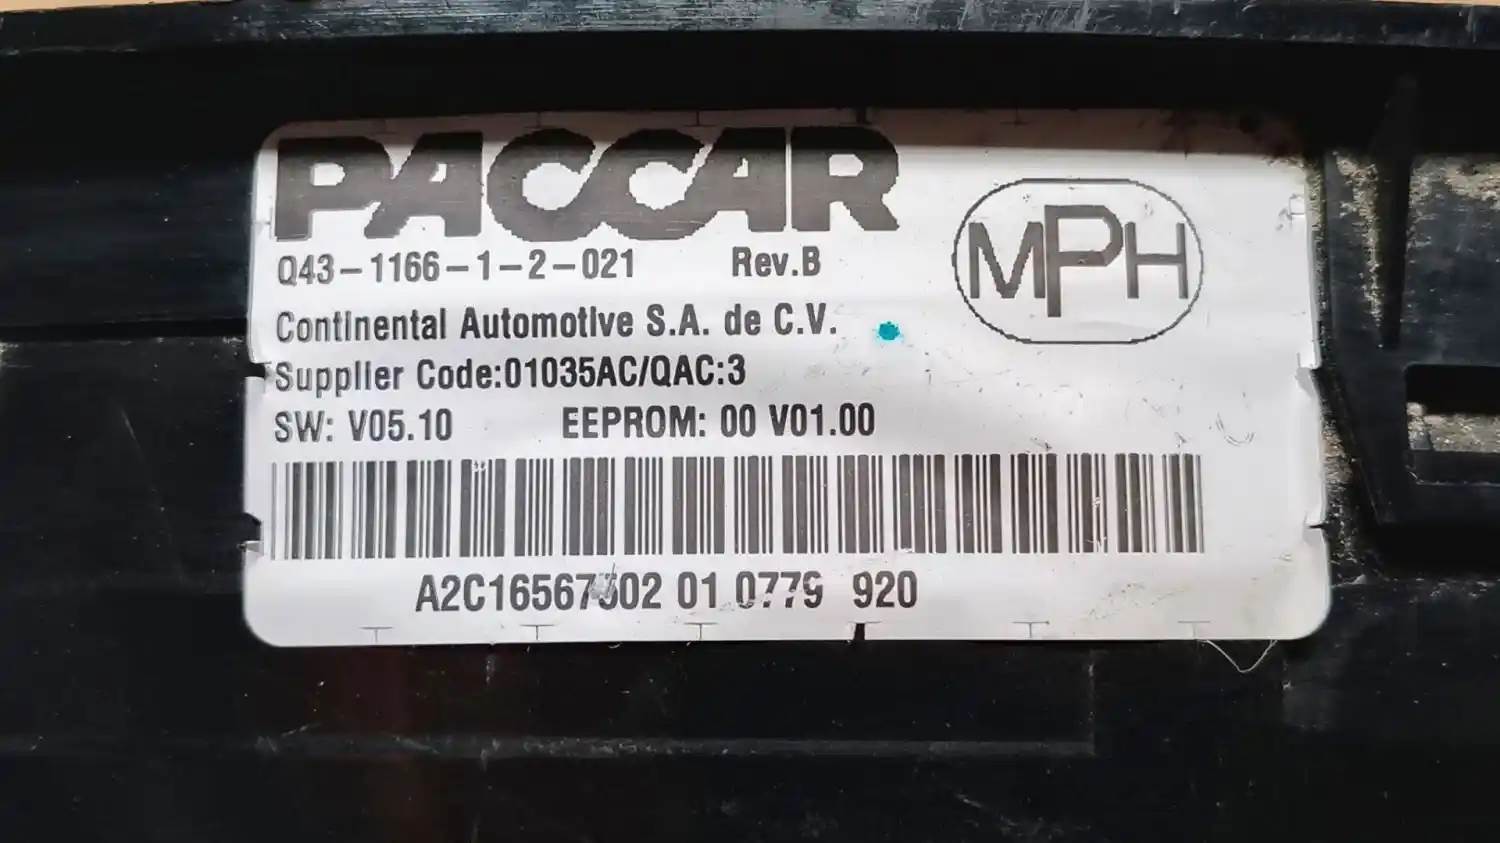 PACCAR
Q43-1166-1-2-021 Rev.B
MPH
Continental Automotive S.A. de C.V.
Supplier Code:01035AC/QAC:3
SW: V05.10 EEPROM: 00 V01.00
01 0779 920